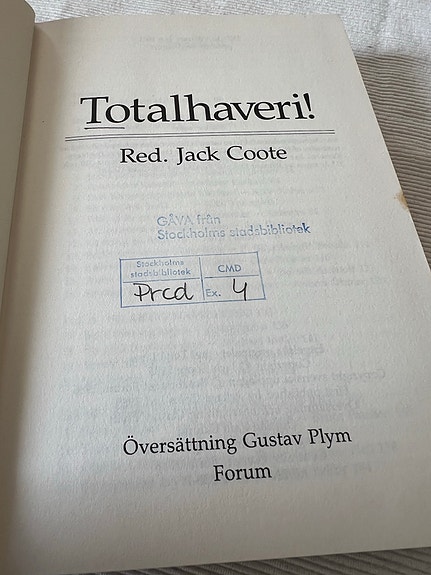 Totalhaveri!
Red. Jack Coote
GÅVA från
Stockholms stadsbibliotek
Stockholms
stadsbibliotek
CMD
Prcd
Ex. 4
Översättning Gustav Plym
Forum